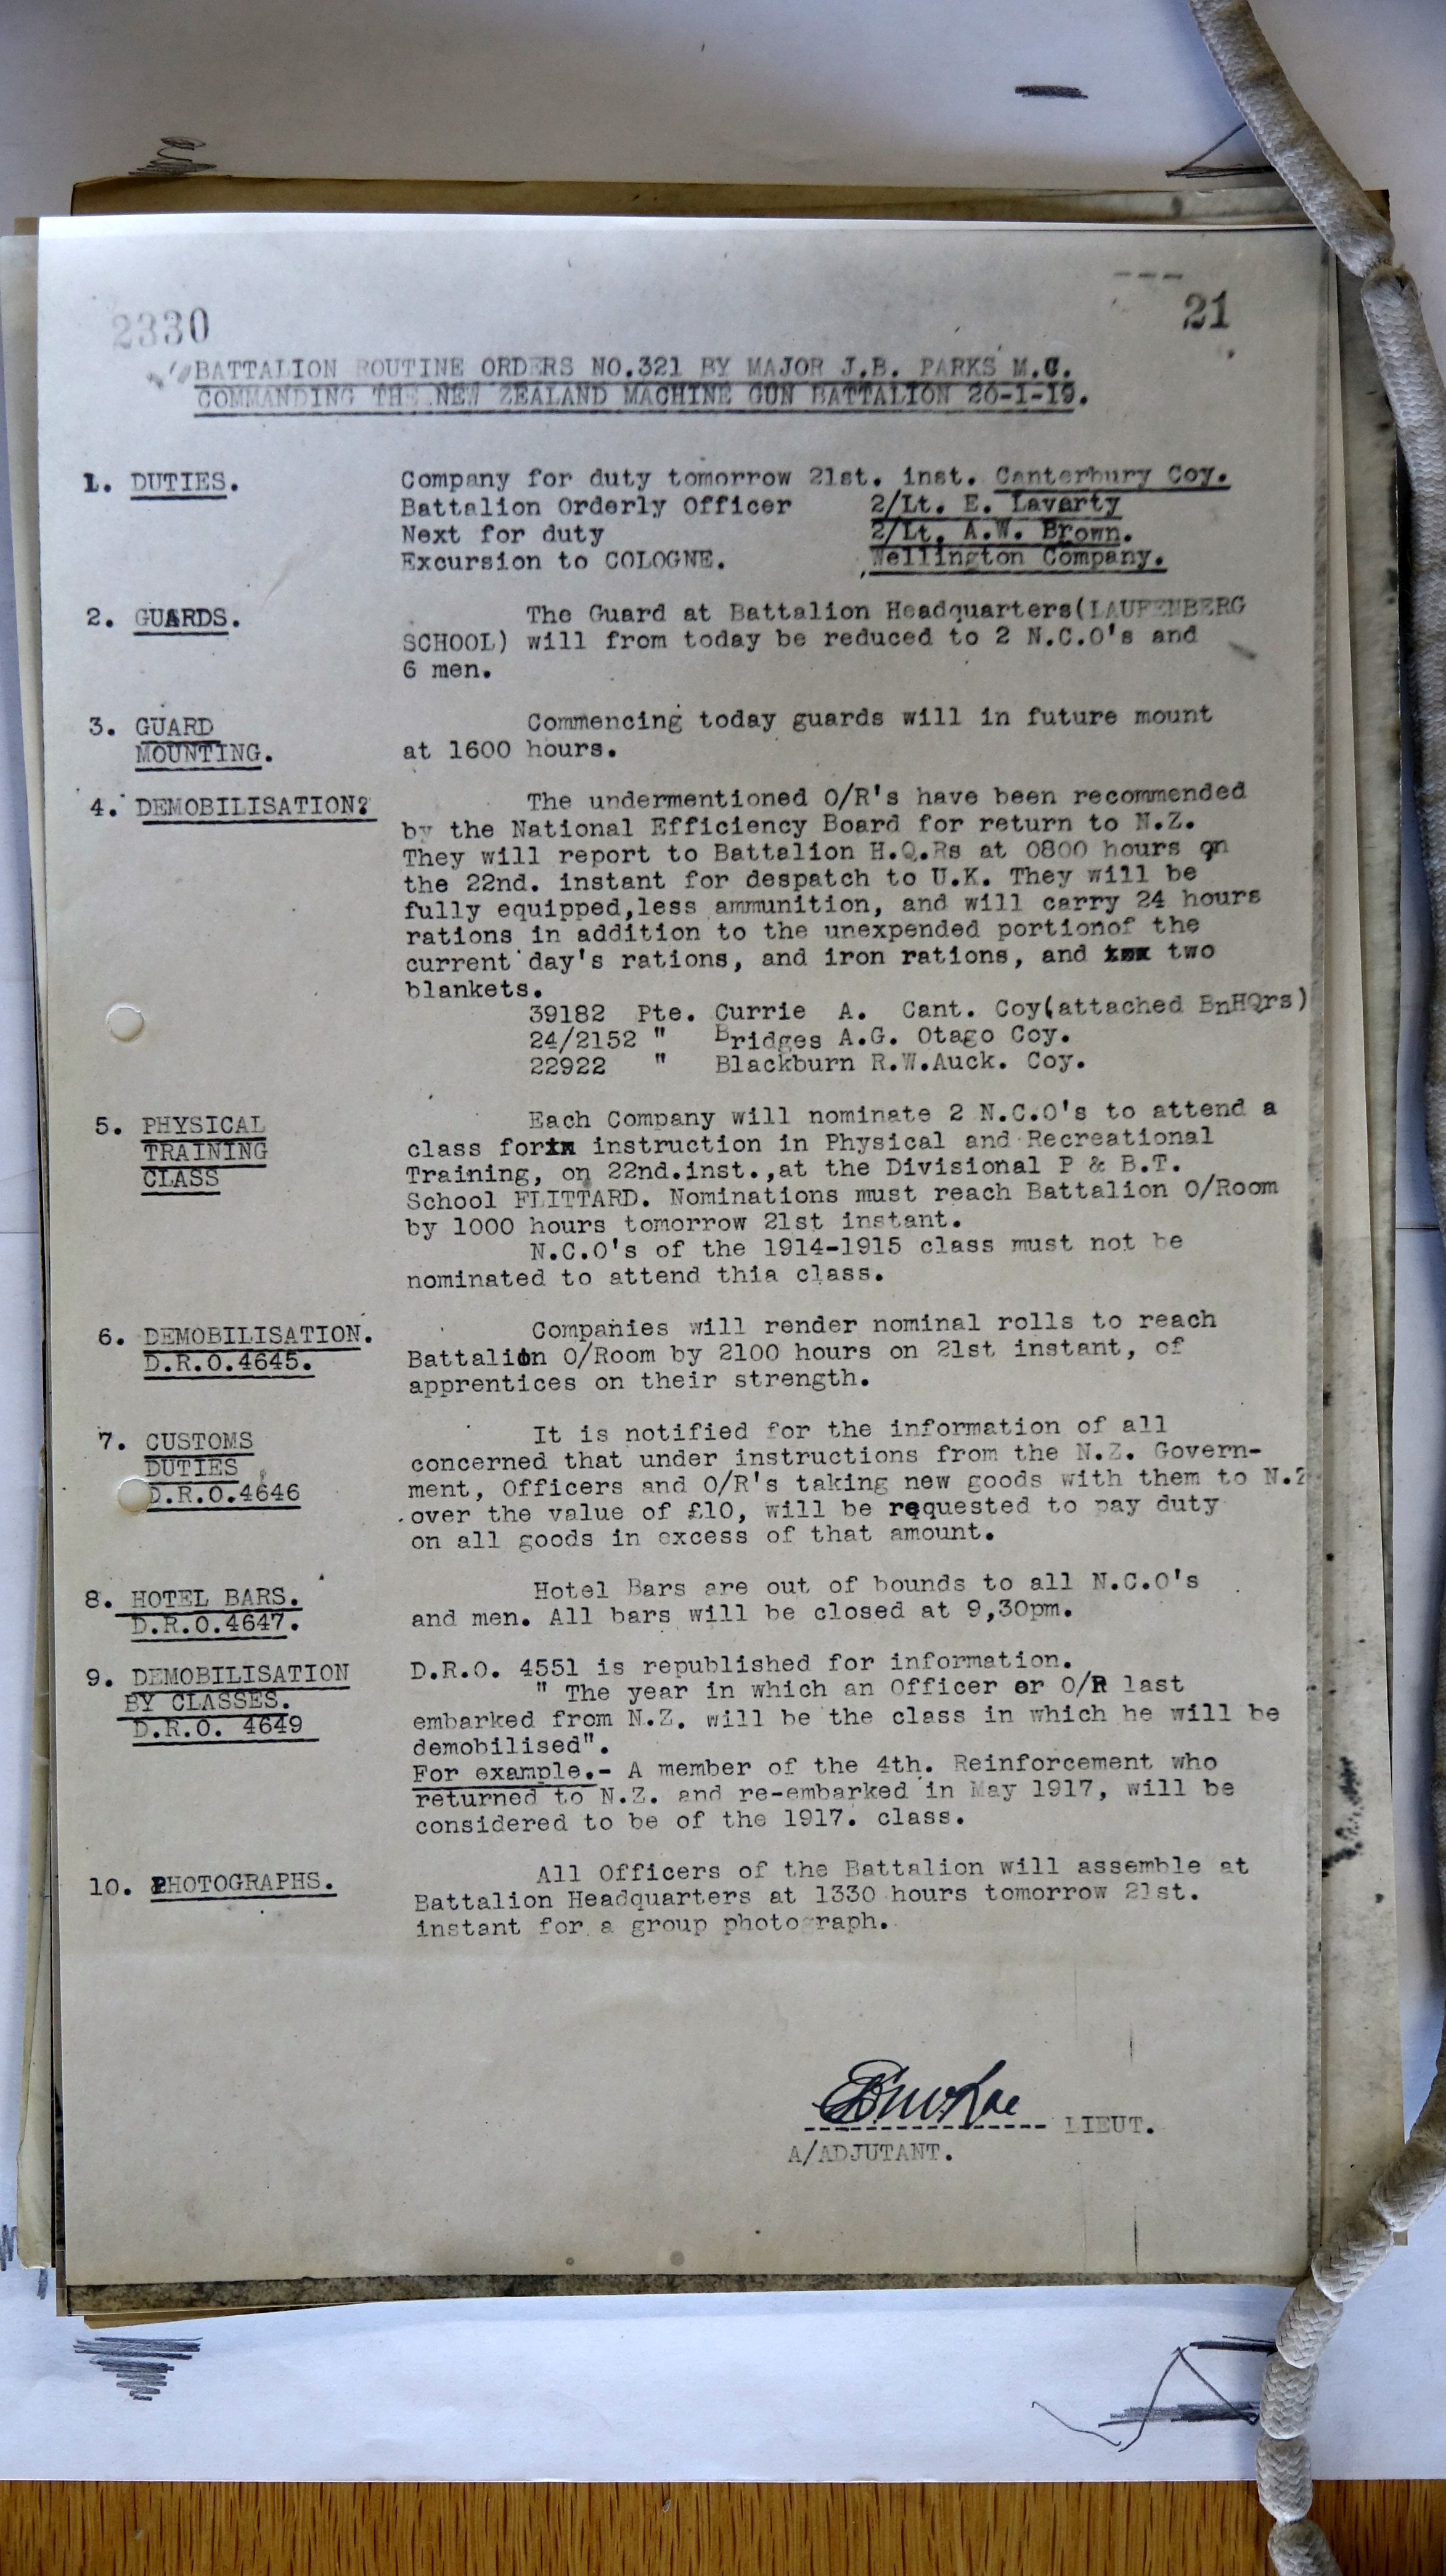 2330
21
BATTALION ROUTINE ORDERS NO.321 BY MAJOR J.B. PARKS M.C.
COMMANDING THE NEW ZEALAND MACHINE GUN BATTALION 20-1-19.
1. DUTIES. Company for duty tomorrow 21st. inst. Canterbury Coy.
Battalion Orderly Officer 2/Lt. E. Lavarty
Next for duty 2/Lt. A.W. Brown.
Excursion to COLOGNE. Wellington Company.
2. GUARDS. The Guard at Battalion Headquarters(LAUFENBERG
SCHOOL) will from today be reduced to 2 N.C.O's and
6 men.
3. GUARD Commencing today guards will in future mount
MOUNTING. at 1600 hours.
4. DEMOBILISATION? The undermentioned O/R's have been recommended
by the National Efficiency Board for return to N.Z.
They will report to Battalion H.Q.Rs at 0800 hours on
the 22nd. instant for despatch to U.K. They will be
fully equipped,less ammunition, and will carry 24 hours
rations in addition to the unexpended portionof the
current day's rations, and iron rations, and two
blankets.
39182 Pte. Currie A. Cant. Coy(attached BnHQrs)
24/2152 " Bridges A.G. Otago Coy.
22922 " Blackburn R.W.Auck. Coy.
5. PHYSICAL Each Company will nominate 2 N.C.O's to attend a
TRAINING class for instruction in Physical and Recreational
CLASS Training, on 22nd.inst.,at the Divisional P & B.T.
School FLITTARD. Nominations must reach Battalion O/Room
by 1000 hours tomorrow 21st instant.
N.C.O's of the 1914-1915 class must not be
nominated to attend thia class.
6. DEMOBILISATION. Companies will render nominal rolls to reach
D.R.O.4645. Battalion O/Room by 2100 hours on 21st instant, of
apprentices on their strength.
7. CUSTOMS It is notified for the information of all
DUTIES concerned that under instructions from the N.Z. Govern-
D.R.O.4646 ment, Officers and O/R's taking new goods with them to N.Z
over the value of £10, will be requested to pay duty
on all goods in excess of that amount.
8. HOTEL BARS. Hotel Bars are out of bounds to all N.C.O's
D.R.O.4647. and men. All bars will be closed at 9,30pm.
9. DEMOBILISATION D.R.O. 4551 is republished for information.
BY CLASSES. " The year in which an Officer or O/R last
D.R.O. 4649 embarked from N.Z. will be the class in which he will be
demobilised".
For example.- A member of the 4th. Reinforcement who
returned to N.Z. and re-embarked in May 1917, will be
considered to be of the 1917. class.
10. PHOTOGRAPHS. All Officers of the Battalion will assemble at
Battalion Headquarters at 1330 hours tomorrow 21st.
instant for a group photograph.
LIEUT.
A/ADJUTANT.